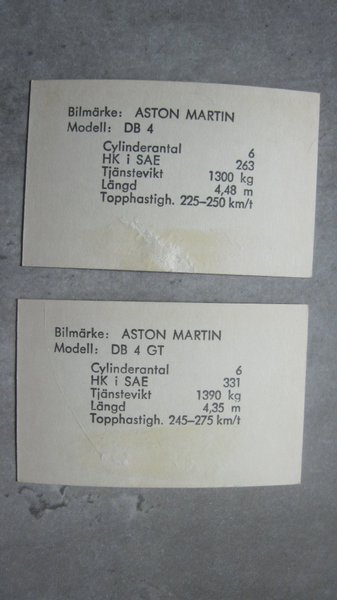 Bilmärke: ASTON MARTIN
Modell: DB 4
Cylinderantal 6
HK i SAE 263
Tjänstevikt 1300 kg
Längd 4,48 m
Topphastigh. 225–250 km/t
Bilmärke: ASTON MARTIN
Modell: DB 4 GT
Cylinderantal 6
HK i SAE 331
Tjänstevikt 1390 kg
Längd 4,35 m
Topphastigh. 245–275 km/t